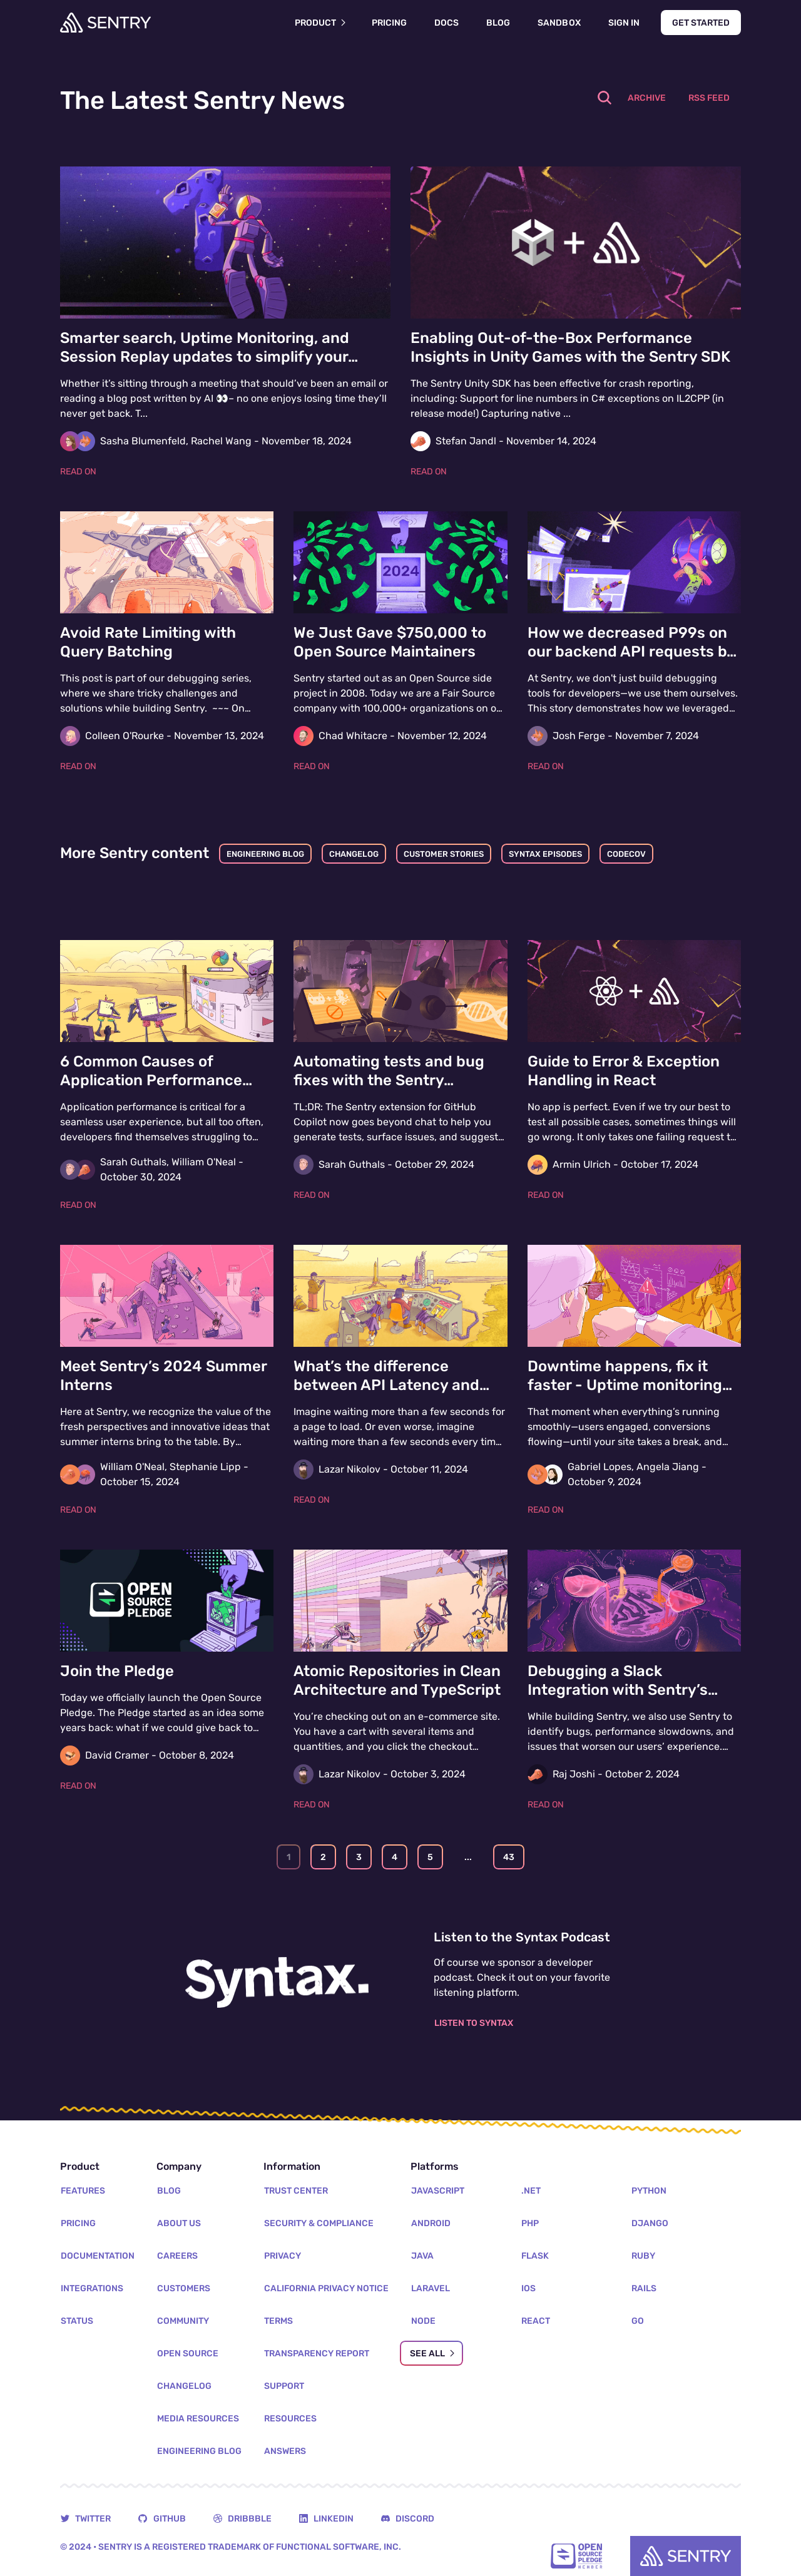 SENTRY
PRODUCT
PRICING
DOCS
BLOG
SANDBOX
SIGN IN
GET STARTED
The Latest Sentry News
ARCHIVE
RSS FEED
Smarter search, Uptime Monitoring, and
Session Replay updates to simplify your…
Whether it’s sitting through a meeting that should’ve been an email or
reading a blog post written by AI 👀– no one enjoys losing time they’ll
never get back. T...
Sasha Blumenfeld, Rachel Wang - November 18, 2024
READ ON
Enabling Out-of-the-Box Performance
Insights in Unity Games with the Sentry SDK
The Sentry Unity SDK has been effective for crash reporting,
including: Support for line numbers in C# exceptions on IL2CPP (in
release mode!) Capturing native ...
Stefan Jandl - November 14, 2024
READ ON
Avoid Rate Limiting with
Query Batching
This post is part of our debugging series,
where we share tricky challenges and
solutions while building Sentry.  ~~~ On…
Colleen O'Rourke - November 13, 2024
READ ON
2024
We Just Gave $750,000 to
Open Source Maintainers
Sentry started out as an Open Source side
project in 2008. Today we are a Fair Source
company with 100,000+ organizations on o…
Chad Whitacre - November 12, 2024
READ ON
How we decreased P99s on
our backend API requests b…
At Sentry, we don’t just build debugging
tools for developers—we use them ourselves.
This story demonstrates how we leveraged…
Josh Ferge - November 7, 2024
READ ON
More Sentry content
ENGINEERING BLOG
CHANGELOG
CUSTOMER STORIES
SYNTAX EPISODES
CODECOV
6 Common Causes of
Application Performance…
Application performance is critical for a
seamless user experience, but all too often,
developers find themselves struggling to…
Sarah Guthals, William O'Neal -
October 30, 2024
READ ON
Automating tests and bug
fixes with the Sentry…
TL;DR: The Sentry extension for GitHub
Copilot now goes beyond chat to help you
generate tests, surface issues, and suggest…
Sarah Guthals - October 29, 2024
READ ON
Guide to Error & Exception
Handling in React
No app is perfect. Even if we try our best to
test all possible cases, sometimes things will
go wrong. It only takes one failing request t…
Armin Ulrich - October 17, 2024
READ ON
Meet Sentry’s 2024 Summer
Interns
Here at Sentry, we recognize the value of the
fresh perspectives and innovative ideas that
summer interns bring to the table. By…
William O'Neal, Stephanie Lipp -
October 15, 2024
READ ON
What’s the difference
between API Latency and…
Imagine waiting more than a few seconds for
a page to load. Or even worse, imagine
waiting more than a few seconds every tim…
Lazar Nikolov - October 11, 2024
READ ON
Downtime happens, fix it
faster - Uptime monitoring…
That moment when everything’s running
smoothly—users engaged, conversions
flowing—until your site takes a break, and…
Gabriel Lopes, Angela Jiang -
October 9, 2024
READ ON
OPEN
SOURCE
PLEDGE
Join the Pledge
Today we officially launch the Open Source
Pledge. The Pledge started as an idea some
years back: what if we could give back to…
David Cramer - October 8, 2024
READ ON
Atomic Repositories in Clean
Architecture and TypeScript
You’re checking out on an e-commerce site.
You have a cart with several items and
quantities, and you click the checkout…
Lazar Nikolov - October 3, 2024
READ ON
Debugging a Slack
Integration with Sentry’s…
While building Sentry, we also use Sentry to
identify bugs, performance slowdowns, and
issues that worsen our users’ experience.…
Raj Joshi - October 2, 2024
READ ON
1
2
3
4
5
...
43
Syntax.
Listen to the Syntax Podcast
Of course we sponsor a developer
podcast. Check it out on your favorite
listening platform.
LISTEN TO SYNTAX
Product
FEATURES
PRICING
DOCUMENTATION
INTEGRATIONS
STATUS
Company
BLOG
ABOUT US
CAREERS
CUSTOMERS
COMMUNITY
OPEN SOURCE
CHANGELOG
MEDIA RESOURCES
ENGINEERING BLOG
Information
TRUST CENTER
SECURITY & COMPLIANCE
PRIVACY
CALIFORNIA PRIVACY NOTICE
TERMS
TRANSPARENCY REPORT
SUPPORT
RESOURCES
ANSWERS
Platforms
JAVASCRIPT
ANDROID
JAVA
LARAVEL
NODE
.NET
PHP
FLASK
IOS
REACT
PYTHON
DJANGO
RUBY
RAILS
GO
SEE ALL
TWITTER
GITHUB
DRIBBBLE
LINKEDIN
DISCORD
© 2024 • SENTRY IS A REGISTERED TRADEMARK OF FUNCTIONAL SOFTWARE, INC.
OPEN
SOURCE
PLEDGE
MEMBER
SENTRY